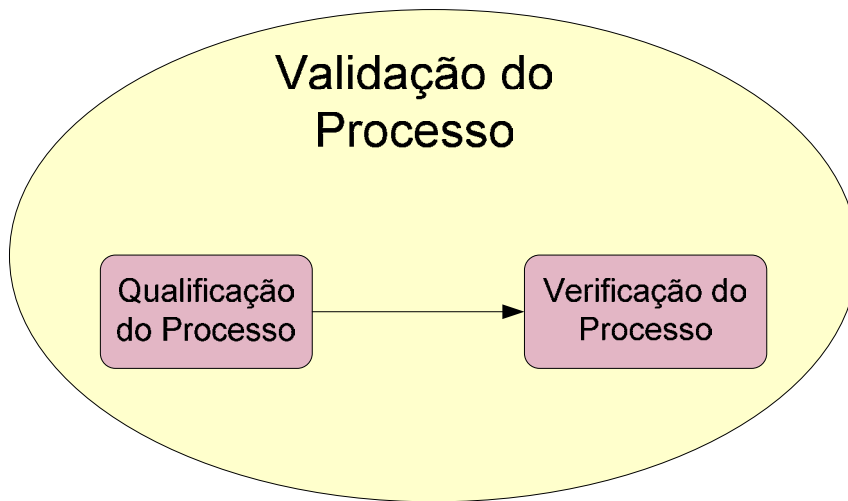 Validação do
Processo
Qualificação
do Processo
Verificação do
Processo